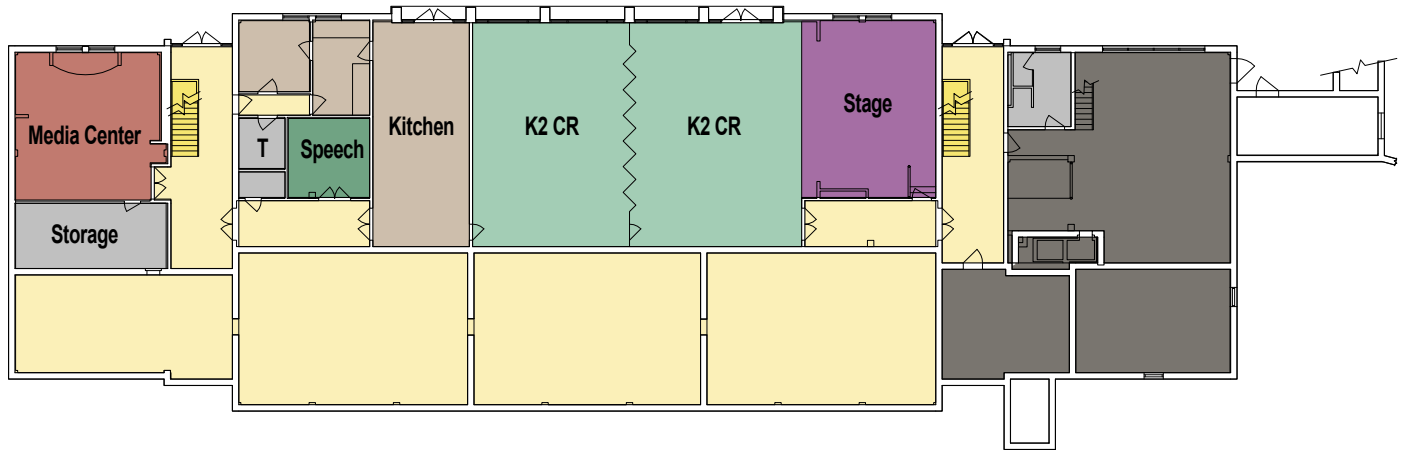 Media Center
Storage
T
Speech
Kitchen
K2 CR
K2 CR
Stage